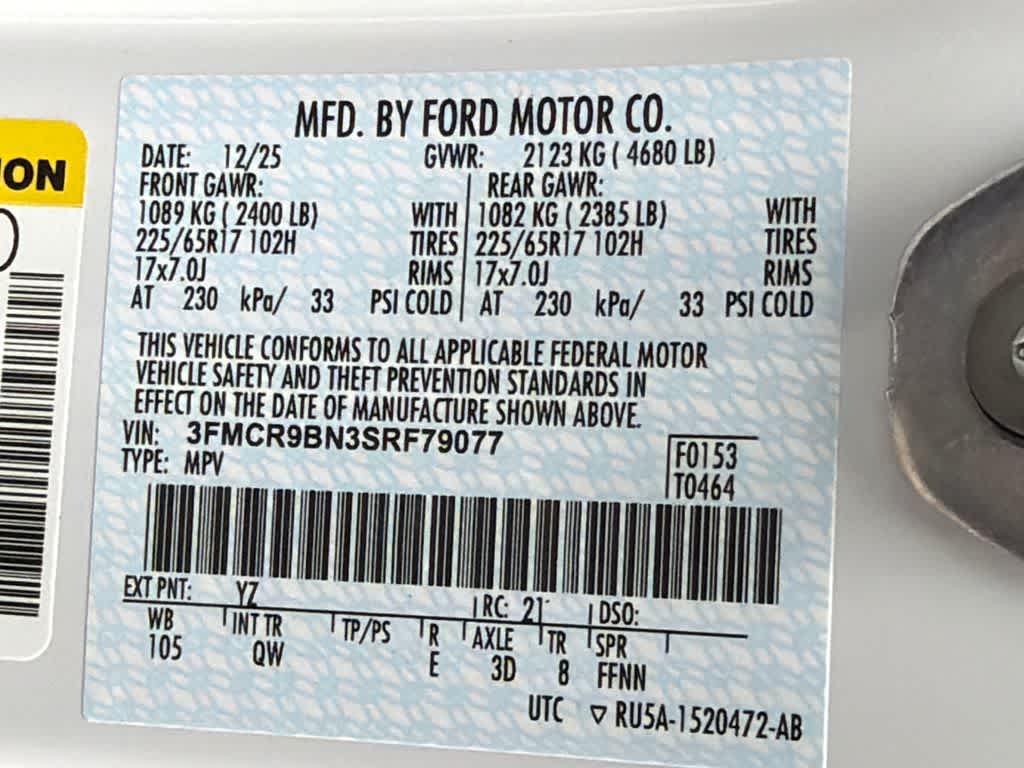 ION
MFD. BY FORD MOTOR CO.
DATE: 12/25 GVWR: 2123 KG ( 4680 LB)
FRONT GAWR: REAR GAWR:
1089 KG ( 2400 LB) WITH 1082 KG ( 2385 LB) WITH
225/65R17 102H TIRES 225/65R17 102H TIRES
17x7.0J RIMS 17x7.0J RIMS
AT 230 kPa/ 33 PSI COLD AT 230 kPa/ 33 PSI COLD
THIS VEHICLE CONFORMS TO ALL APPLICABLE FEDERAL MOTOR
VEHICLE SAFETY AND THEFT PREVENTION STANDARDS IN
EFFECT ON THE DATE OF MANUFACTURE SHOWN ABOVE.
VIN: 3FMCR9BN3SRF79077
TYPE: MPV
F0153
T0464
EXT PNT: YZ RC: 21 DSO:
WB INT TR TP/PS R AXLE TR SPR
105 QW E 3D 8 FFNN
UTC ▽ RU5A-1520472-AB